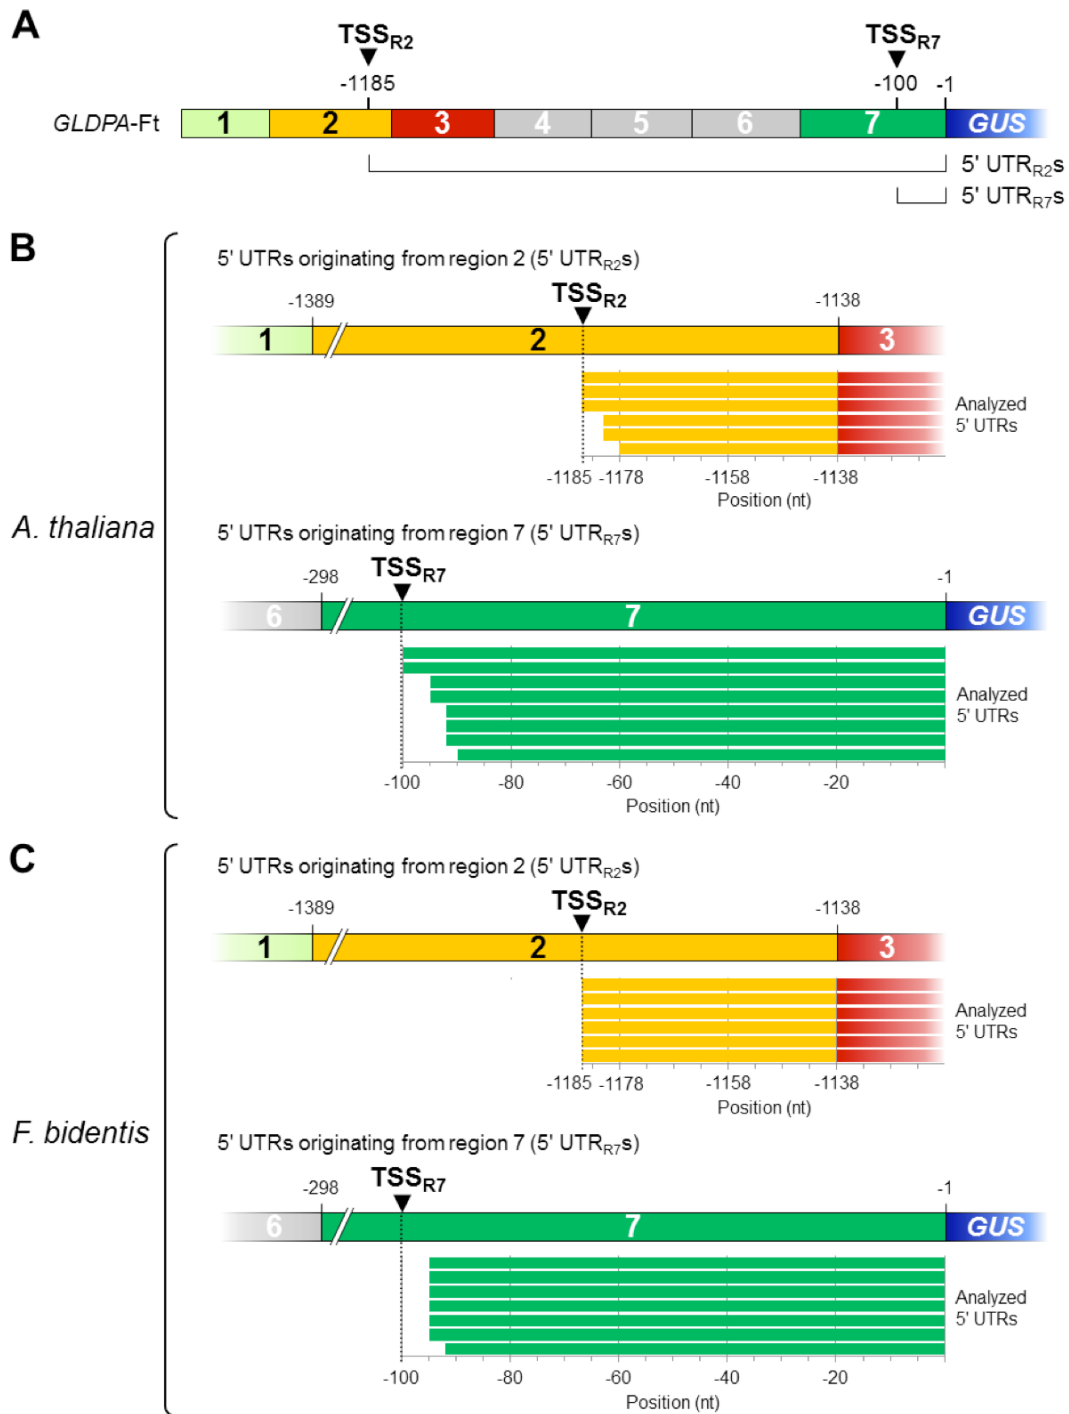 A
TSSR2 TSSR7
-1185 -100 -1
GLDPA-Ft 1 2 3 4 5 6 7 GUS
5' UTRR2s
5' UTRR7s
B
5' UTRs originating from region 2 (5' UTRR2s)
TSSR2
-1389 -1138
1 2 3
Analyzed
5' UTRs
-1185 -1178 -1158 -1138
Position (nt)
A. thaliana
5' UTRs originating from region 7 (5' UTRR7s)
TSSR7
-298 -1
6 7 GUS
Analyzed
5' UTRs
-100 -80 -60 -40 -20
Position (nt)
C
5' UTRs originating from region 2 (5' UTRR2s)
TSSR2
-1389 -1138
1 2 3
Analyzed
5' UTRs
-1185 -1178 -1158 -1138
Position (nt)
F. bidentis
5' UTRs originating from region 7 (5' UTRR7s)
TSSR7
-298 -1
6 7 GUS
Analyzed
5' UTRs
-100 -80 -60 -40 -20
Position (nt)